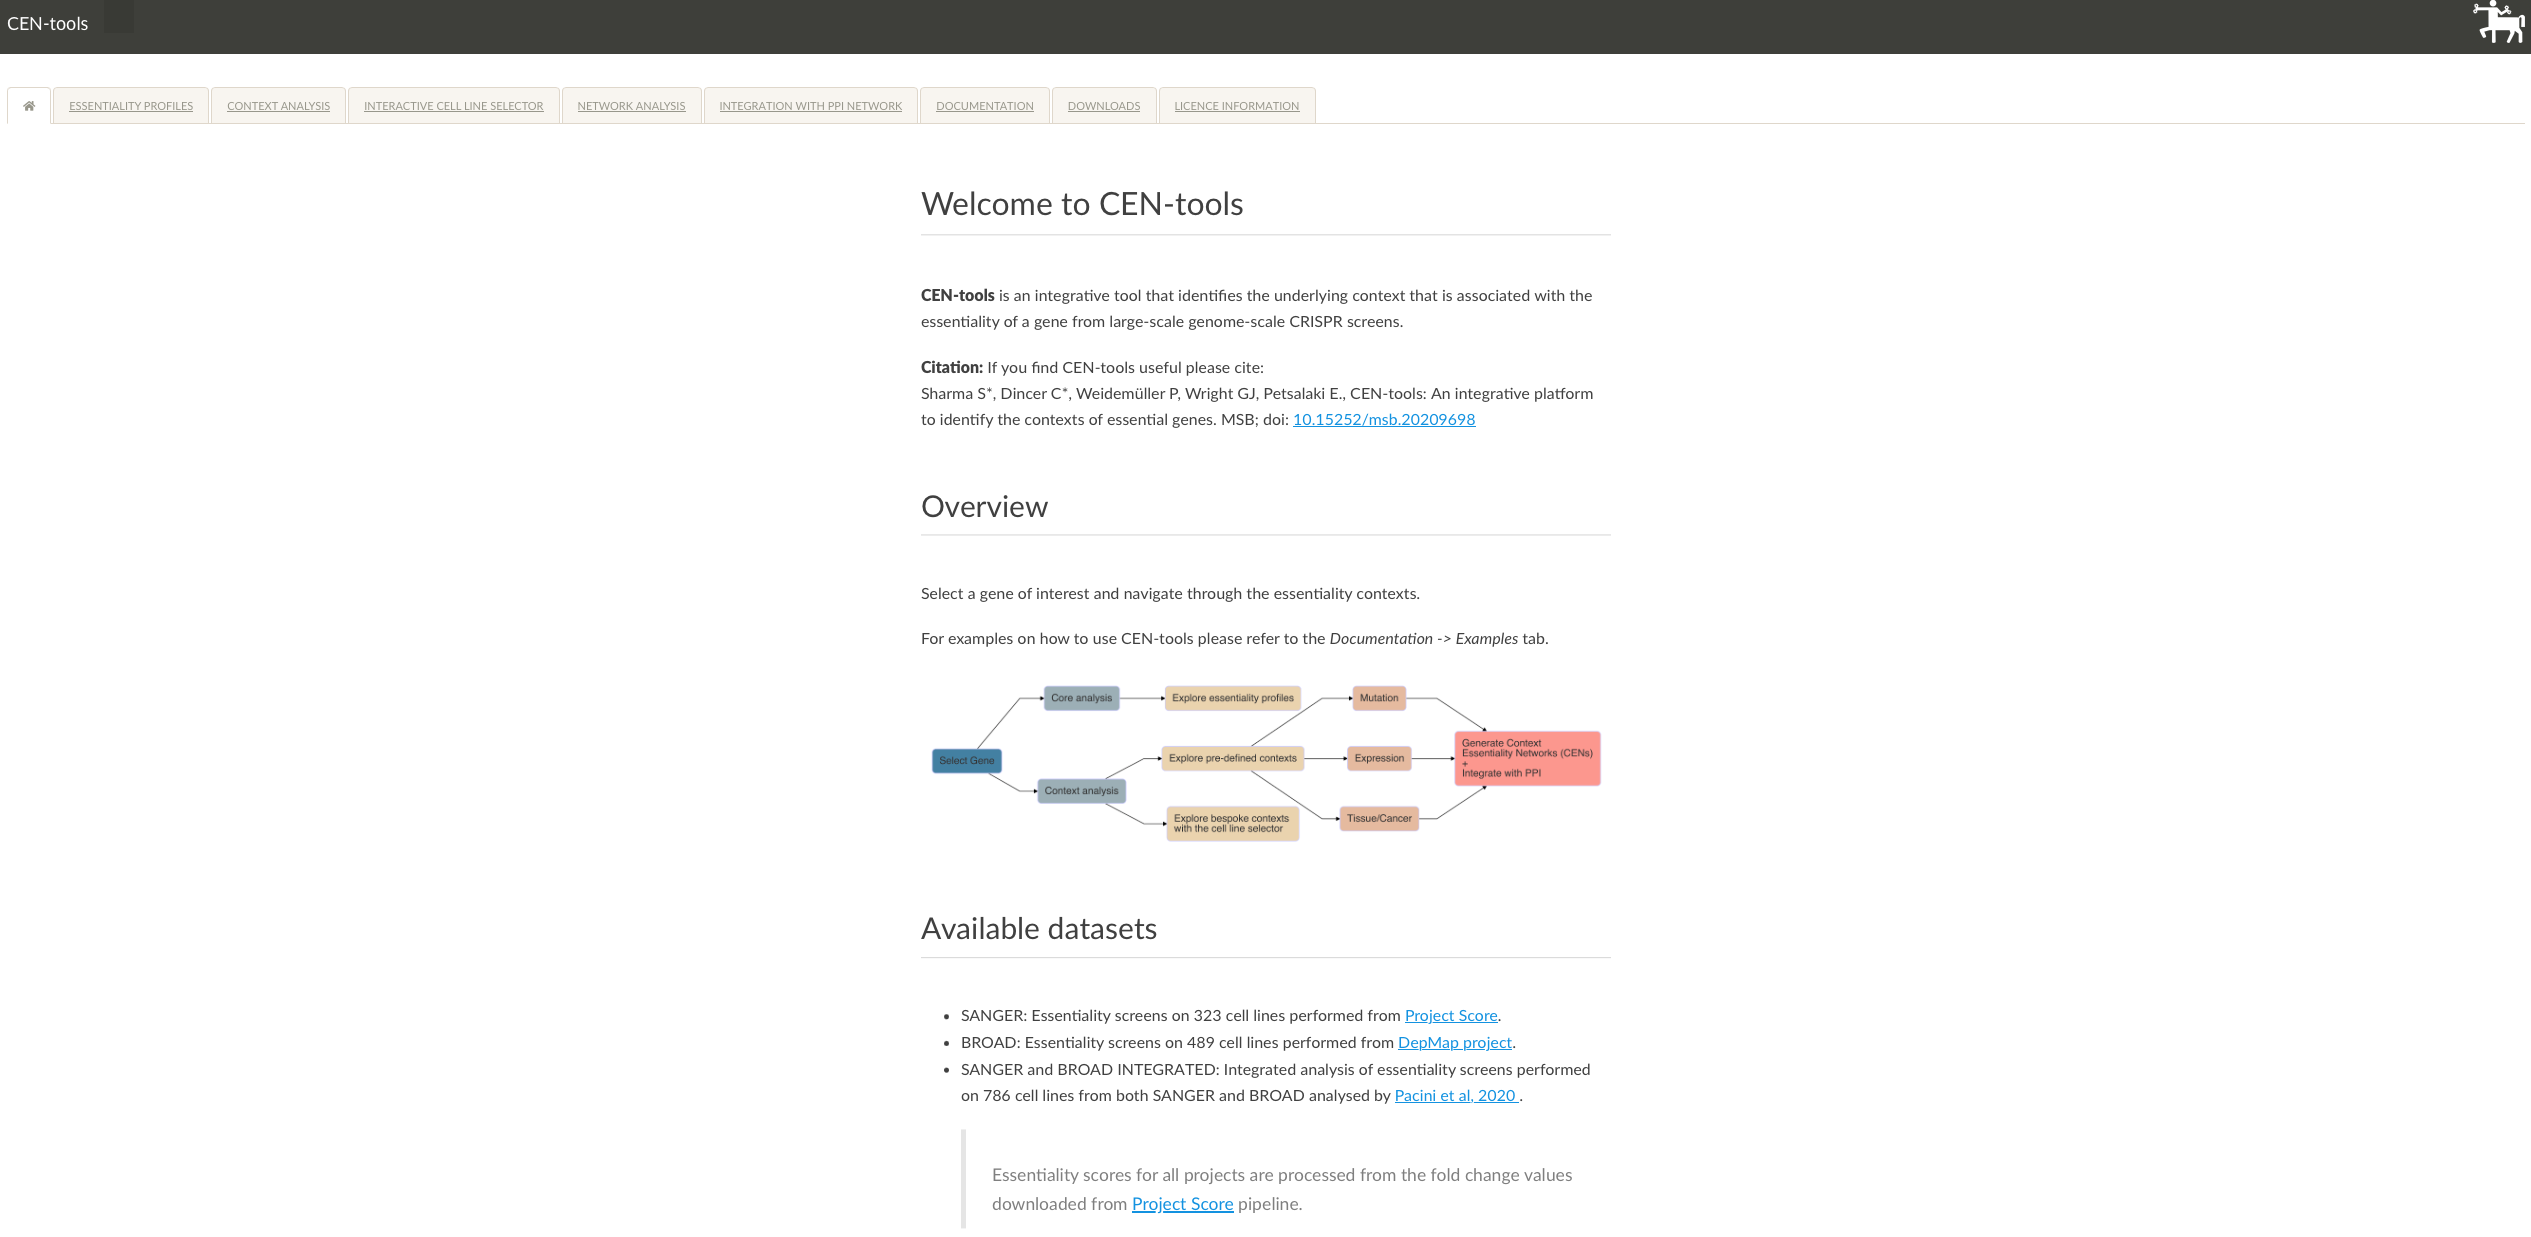 CEN-tools
ESSENTIALITY PROFILES
CONTEXT ANALYSIS
INTERACTIVE CELL LINE SELECTOR
NETWORK ANALYSIS
INTEGRATION WITH PPI NETWORK
DOCUMENTATION
DOWNLOADS
LICENCE INFORMATION
Welcome to CEN-tools
CEN-tools is an integrative tool that identifies the underlying context that is associated with the
essentiality of a gene from large-scale genome-scale CRISPR screens.
Citation: If you find CEN-tools useful please cite:
Sharma S*, Dincer C*, Weidemüller P, Wright GJ, Petsalaki E., CEN-tools: An integrative platform
to identify the contexts of essential genes. MSB; doi: 10.15252/msb.20209698
Overview
Select a gene of interest and navigate through the essentiality contexts.
For examples on how to use CEN-tools please refer to the Documentation -> Examples tab.
Select Gene
Core analysis
Context analysis
Explore essentiality profiles
Explore pre-defined contexts
Explore bespoke contexts
with the cell line selector
Mutation
Expression
Tissue/Cancer
Generate Context
Essentiality Networks (CENs)
+
Integrate with PPI
Available datasets
• SANGER: Essentiality screens on 323 cell lines performed from Project Score.
• BROAD: Essentiality screens on 489 cell lines performed from DepMap project.
• SANGER and BROAD INTEGRATED: Integrated analysis of essentiality screens performed
on 786 cell lines from both SANGER and BROAD analysed by Pacini et al, 2020 .
Essentiality scores for all projects are processed from the fold change values
downloaded from Project Score pipeline.